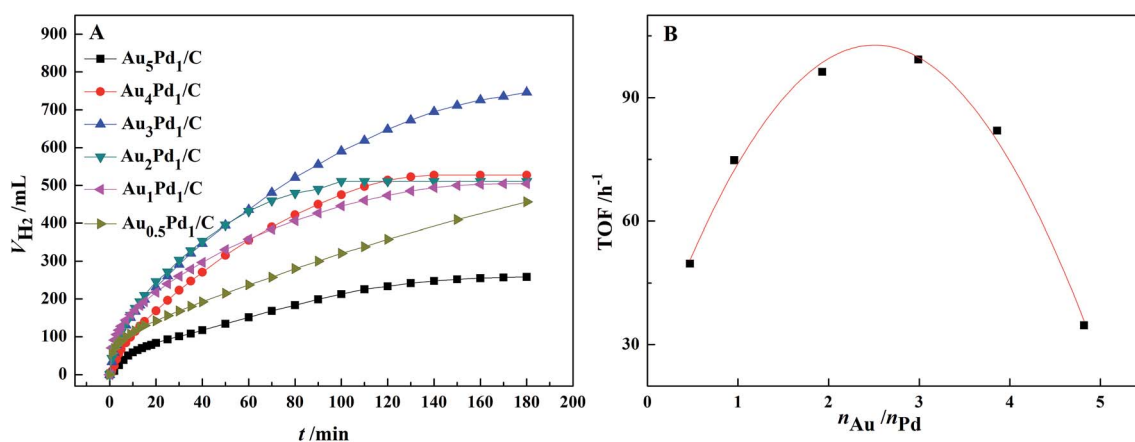 A
Au5Pd1/C
Au4Pd1/C
Au3Pd1/C
Au2Pd1/C
Au1Pd1/C
Au0.5Pd1/C
VH2 /mL
900
800
700
600
500
400
300
200
100
0
0 20 40 60 80 100 120 140 160 180 200
t /min
B
TOF /h-1
90
60
30
0 1 2 3 4 5
nAu /nPd